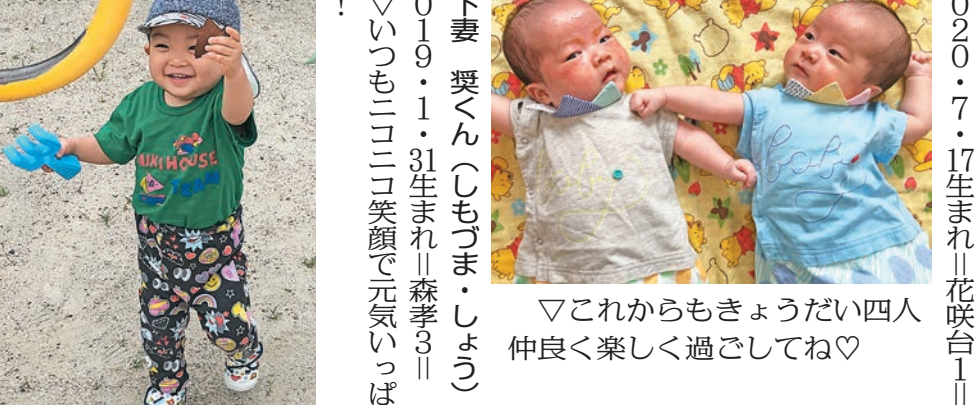 020・7・17生まれ＝花咲台1＝
▽これからもきょうだい四人
仲良く楽しく過ごしてね♡
下妻　奨くん（しもづま・しょう）
019・1・31生まれ＝森孝3＝
▽いつもニコニコ笑顔で元気いっぱ
！
MIKI HOUSE